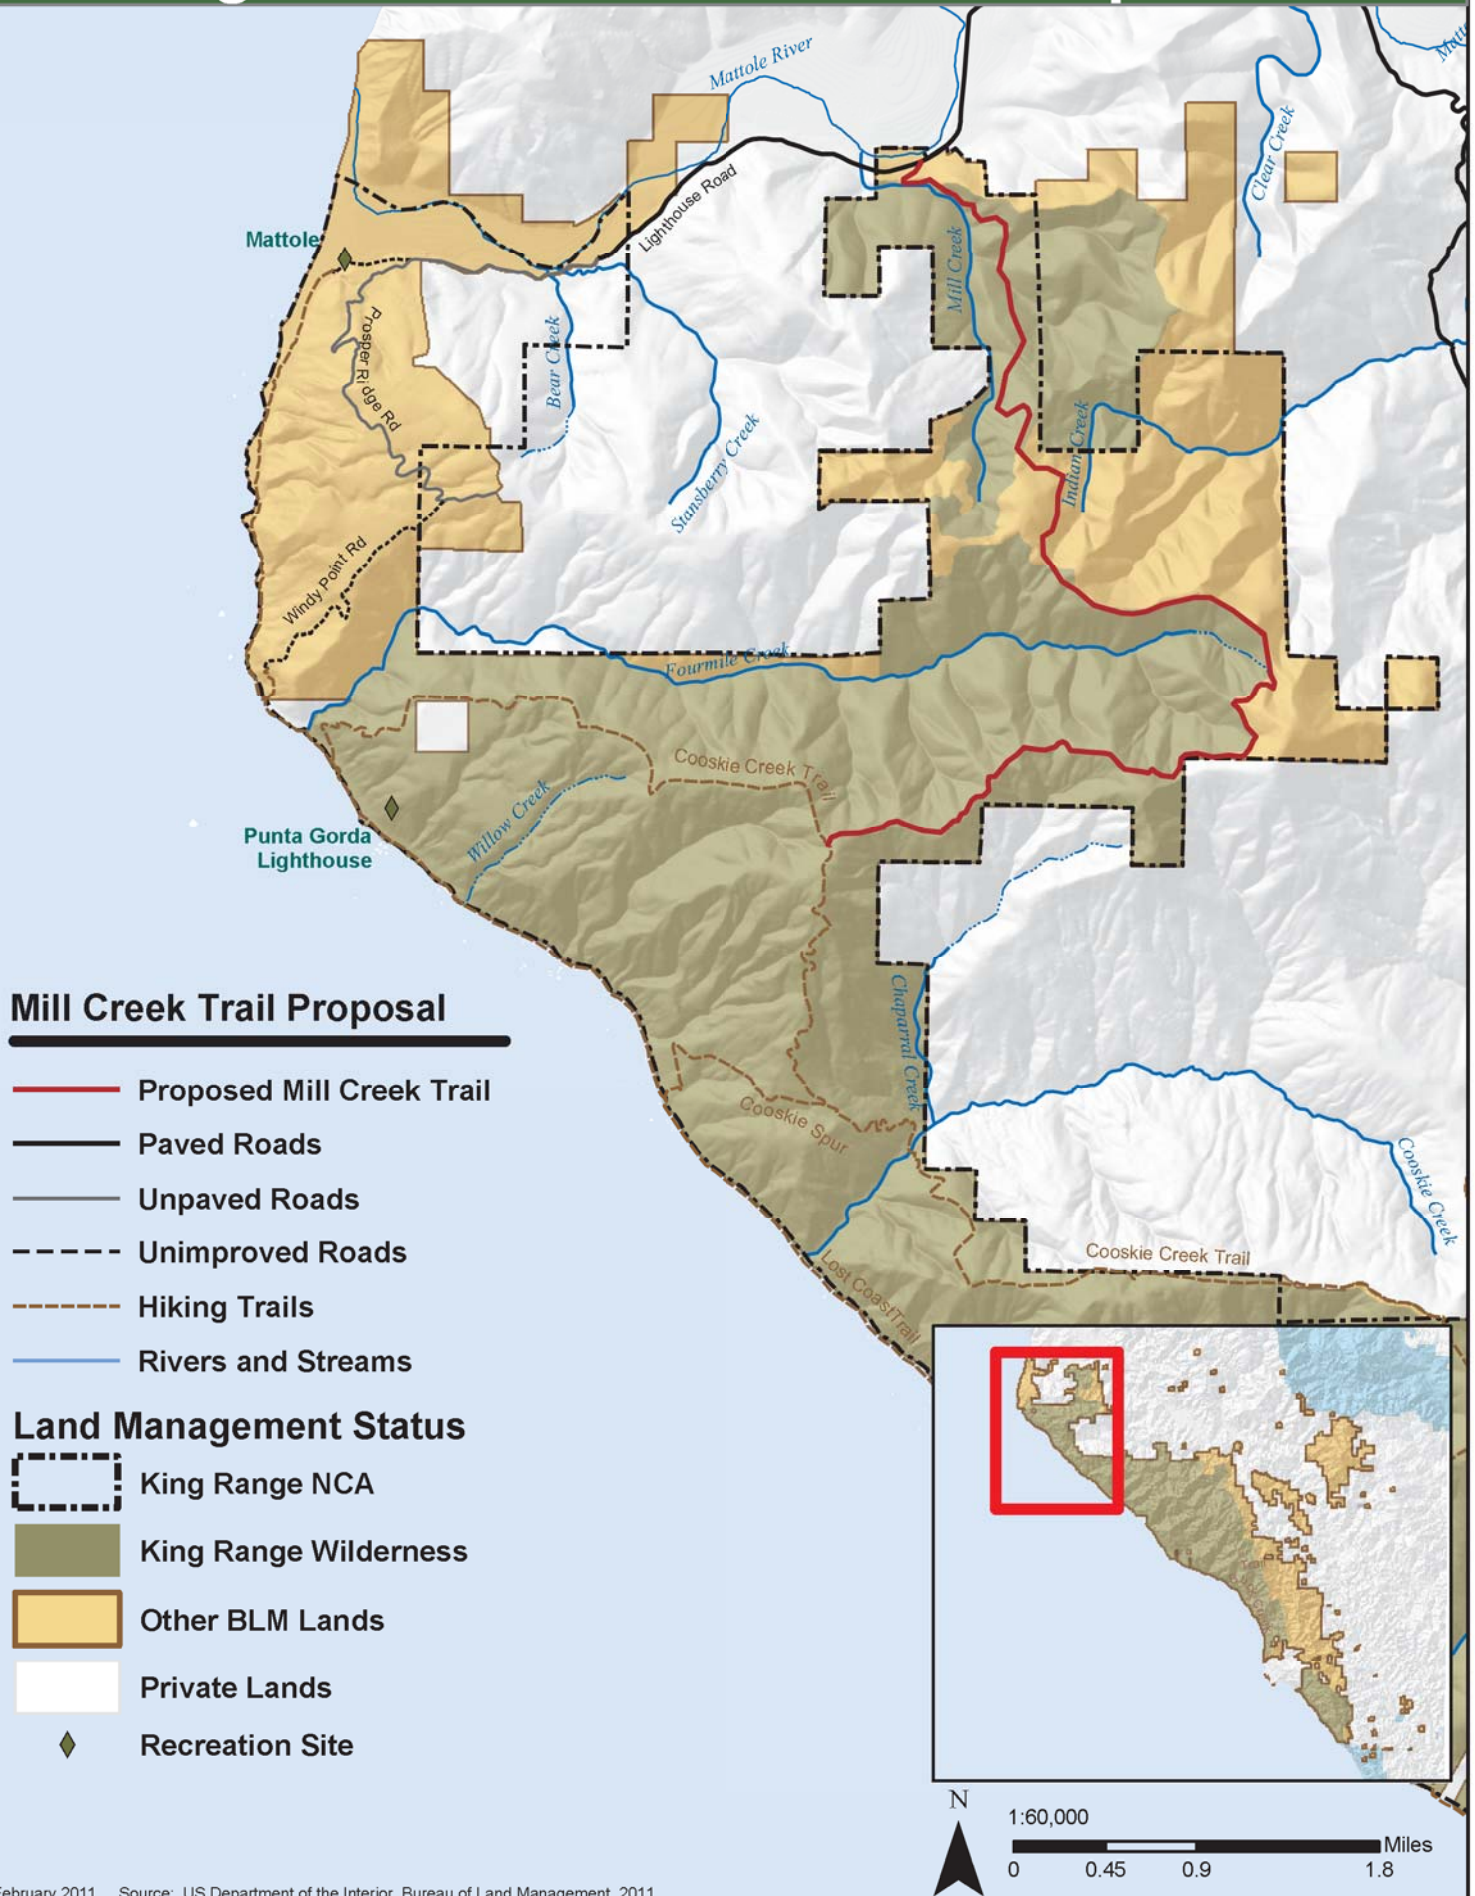 Mattole River
Matt
Clear Creek
Lighthouse Road
Mattole
Mill Creek
Prosper Ridge Rd
Bear Creek
Stansberry Creek
Indian Creek
Windy Point Rd
Fourmile Creek
Cooskie Creek Trail
Willow Creek
Punta Gorda
Lighthouse
Chaparral Creek
Cooskie Spur
Cooskie Creek
Cooskie Creek Trail
Lost Coast Trail
Mill Creek Trail Proposal
Proposed Mill Creek Trail
Paved Roads
Unpaved Roads
Unimproved Roads
Hiking Trails
Rivers and Streams
Land Management Status
King Range NCA
King Range Wilderness
Other BLM Lands
Private Lands
Recreation Site
N
1:60,000
Miles
0 0.45 0.9 1.8
February 2011 Source: US Department of the Interior, Bureau of Land Management, 2011